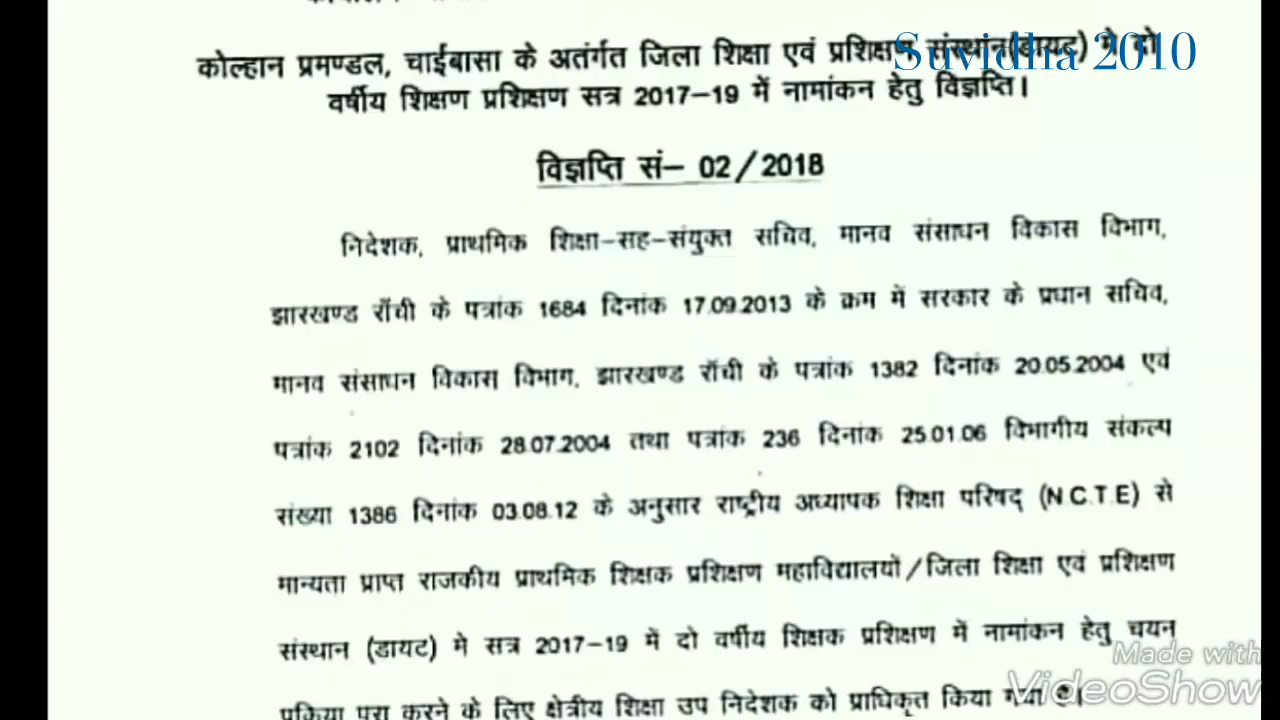 कोल्हान प्रमण्डल, चाईबासा के अतंर्गत जिला शिक्षा एवं प्रशिक्षण संस्थान(डायट) मे दो
Suvidha 2010
वर्षीय शिक्षण प्रशिक्षण सत्र 2017-19 में नामांकन हेतु विज्ञप्ति।
विज्ञप्ति सं- 02/2018
निदेशक, प्राथमिक शिक्षा-सह-संयुक्त सचिव, मानव संसाधन विकास विभाग,
झारखण्ड रॉची के पत्रांक 1684 दिनांक 17.09.2013 के क्रम में सरकार के प्रधान सचिव,
मानव संसाधन विकास विभाग, झारखण्ड रॉची के पत्रांक 1382 दिनांक 20.05.2004 एवं
पत्रांक 2102 दिनांक 28.07.2004 तथा पत्रांक 236 दिनांक 25.01.06 विभागीय संकल्प
संख्या 1386 दिनांक 03.08.12 के अनुसार राष्ट्रीय अध्यापक शिक्षा परिषद् (N.C.T.E) से
मान्यता प्राप्त राजकीय प्राथमिक शिक्षक प्रशिक्षण महाविद्यालयों/जिला शिक्षा एवं प्रशिक्षण
संस्थान (डायट) मे सत्र 2017-19 में दो वर्षीय शिक्षक प्रशिक्षण में नामांकन हेतु चयन
प्रक्रिया पूरा करने के लिए क्षेत्रीय शिक्षा उप निदेशक को प्राधिकृत किया गया है।
Made with
VideoShow